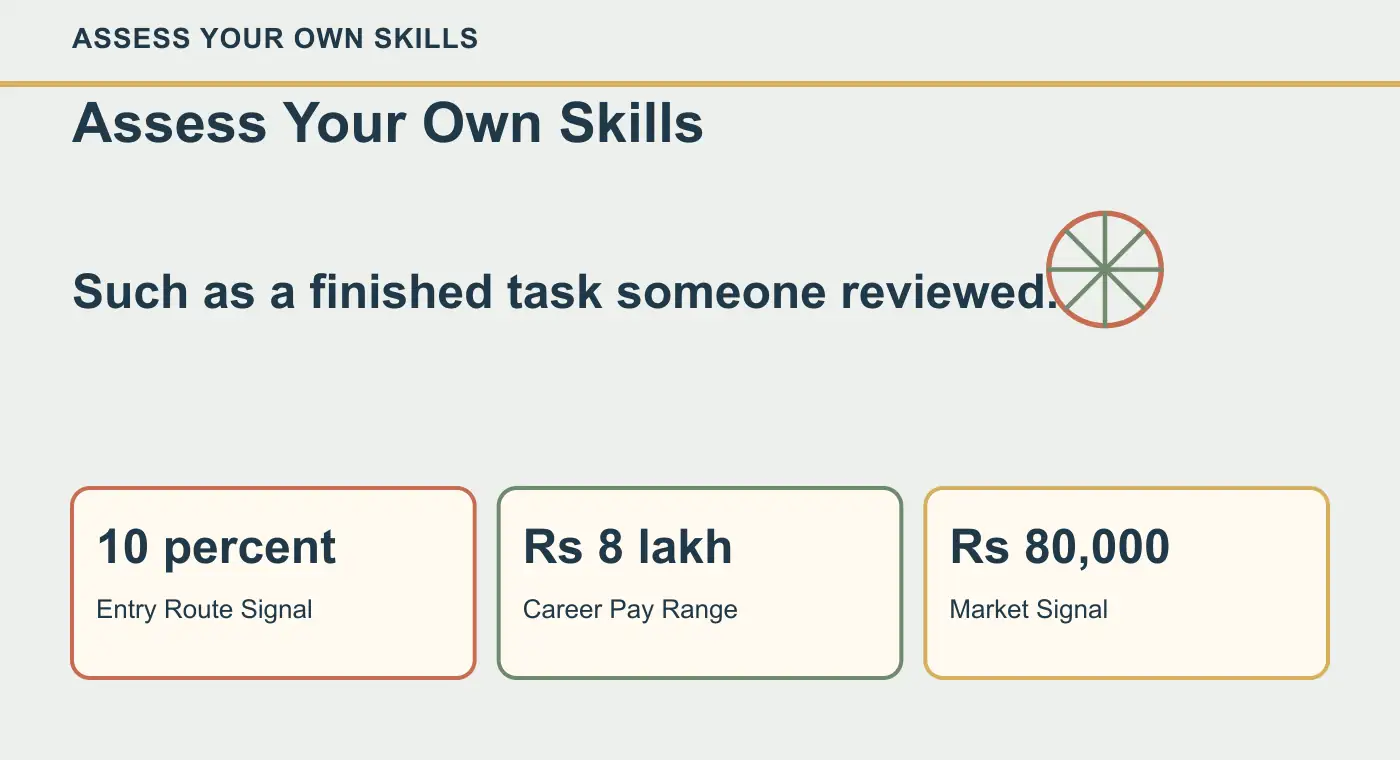 ASSESS YOUR OWN SKILLS
Assess Your Own Skills
Such as a finished task someone reviewed.
10 percent
Entry Route Signal
Rs 8 lakh
Career Pay Range
Rs 80,000
Market Signal